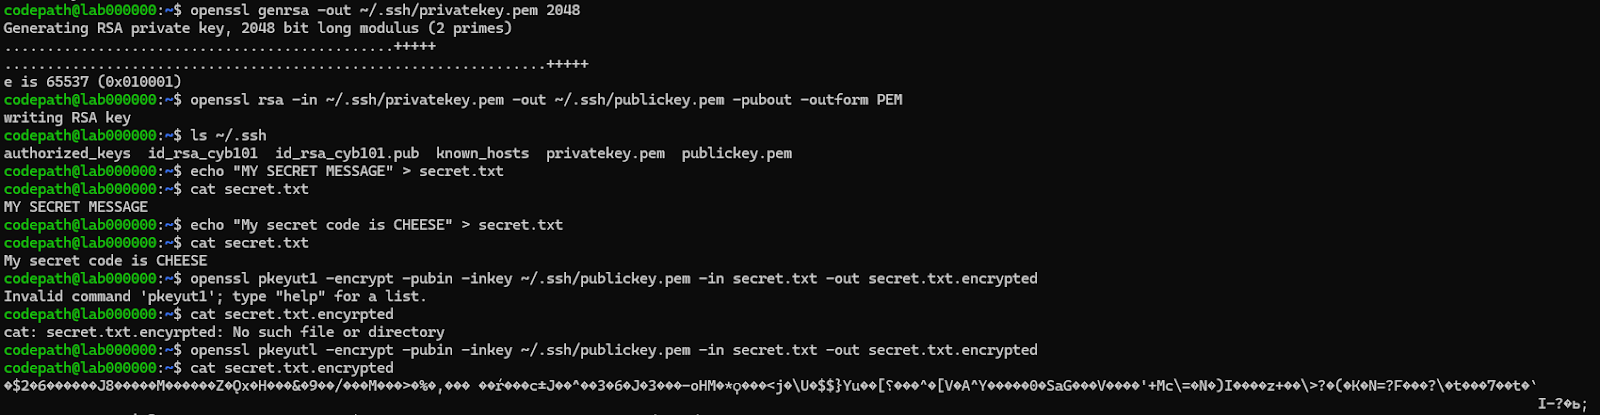 codepath@lab000000:~$ openssl genrsa -out ~/.ssh/privatekey.pem 2048
Generating RSA private key, 2048 bit long modulus (2 primes)
..............................................+++++
................................................................+++++
e is 65537 (0x010001)
codepath@lab000000:~$ openssl rsa -in ~/.ssh/privatekey.pem -out ~/.ssh/publickey.pem -pubout -outform PEM
writing RSA key
codepath@lab000000:~$ ls ~/.ssh
authorized_keys  id_rsa_cyb101  id_rsa_cyb101.pub  known_hosts  privatekey.pem  publickey.pem
codepath@lab000000:~$ echo "MY SECRET MESSAGE" > secret.txt
codepath@lab000000:~$ cat secret.txt
MY SECRET MESSAGE
codepath@lab000000:~$ echo "My secret code is CHEESE" > secret.txt
codepath@lab000000:~$ cat secret.txt
My secret code is CHEESE
codepath@lab000000:~$ openssl pkeyut1 -encrypt -pubin -inkey ~/.ssh/publickey.pem -in secret.txt -out secret.txt.encrypted
Invalid command 'pkeyut1'; type "help" for a list.
codepath@lab000000:~$ cat secret.txt.encyrpted
cat: secret.txt.encyrpted: No such file or directory
codepath@lab000000:~$ openssl pkeyutl -encrypt -pubin -inkey ~/.ssh/publickey.pem -in secret.txt -out secret.txt.encrypted
codepath@lab000000:~$ cat secret.txt.encrypted